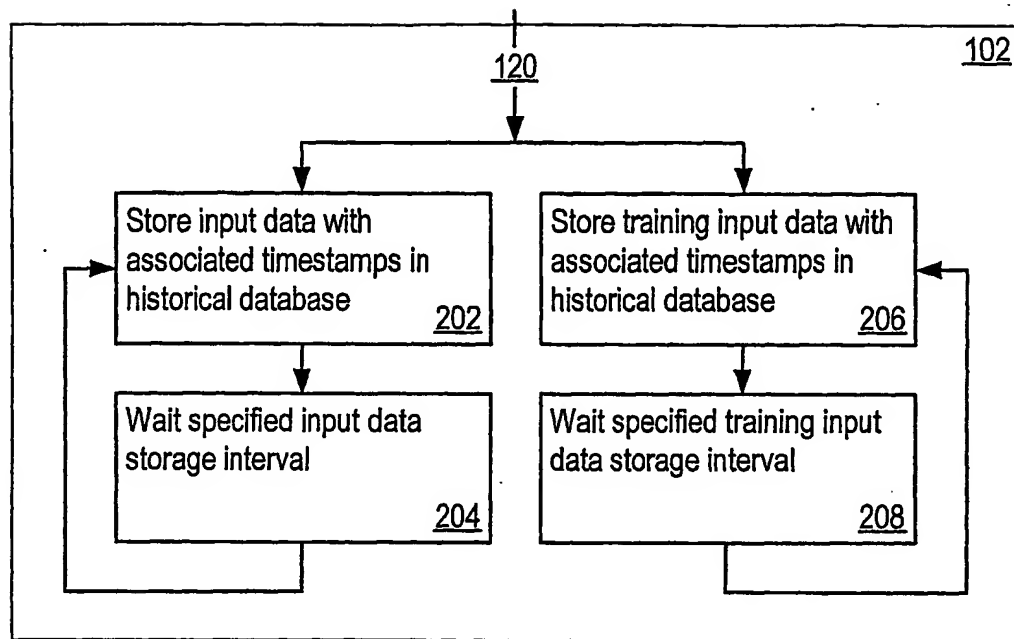 120
102
Store input data with
associated timestamps in
historical database
202
Store training input data with
associated timestamps in
historical database
206
Wait specified input data
storage interval
204
Wait specified training input
data storage interval
208